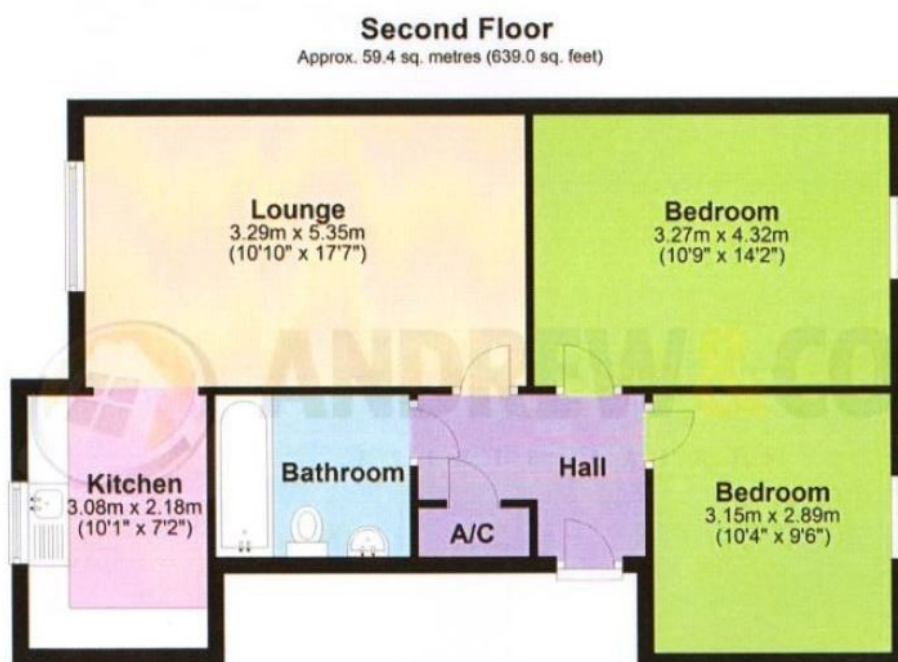 Second Floor
Approx. 59.4 sq. metres (639.0 sq. feet)
Lounge
3.29m x 5.35m
(10'10" x 17'7")
Bedroom
3.27m x 4.32m
(10'9" x 14'2")
ANDREW&CO
Kitchen
3.08m x 2.18m
(10'1" x 7'2")
Bathroom
Hall
A/C
Bedroom
3.15m x 2.89m
(10'4" x 9'6")